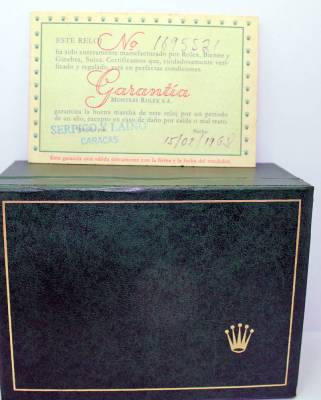 ESTE RELOJ No 1895521
ha sido enteramente manufacturado por Rolex, Bienne y
Ginebra, Suiza. Certificamos que, cuidadosamente veri-
ficado y regulado, está en perfectas condiciones.
Garantía
MONTRES ROLEX S.A.
garantiza la buena marcha de este reloj por un período
de un año, excepto en caso de daño por caída o mal trato.
SERPICO Y LAINO
CARACAS
Fecha:
15/02/1968
Esta garantía será válida únicamente con la firma y la fecha del vendedor.